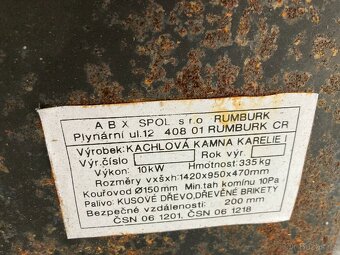 ABX SPOL. s.r.o RUMBURK
Plynární ul.12 408 01 RUMBURK CR
Výrobek: KACHLOVÁ KAMNA KARELIE I
Výr.číslo Rok výr.
Výkon: 10kW Hmotnost: 335kg
Rozměry vxšxh: 1420x950x470mm
Kouřovod Ø150mm Min.tah komínu 10Pa
Palivo: KUSOVÉ DŘEVO, DŘEVĚNÉ BRIKETY
Bezpečné vzdálenosti: 200 mm
ČSN 06 1201, ČSN 06 1218